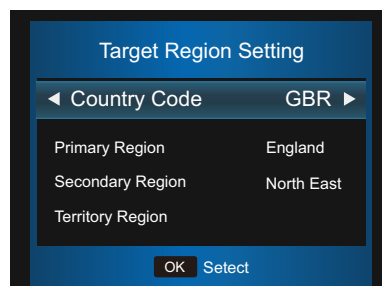 Target Region Setting
Country Code GBR
Primary Region England
Secondary Region North East
Territory Region
OK Setect